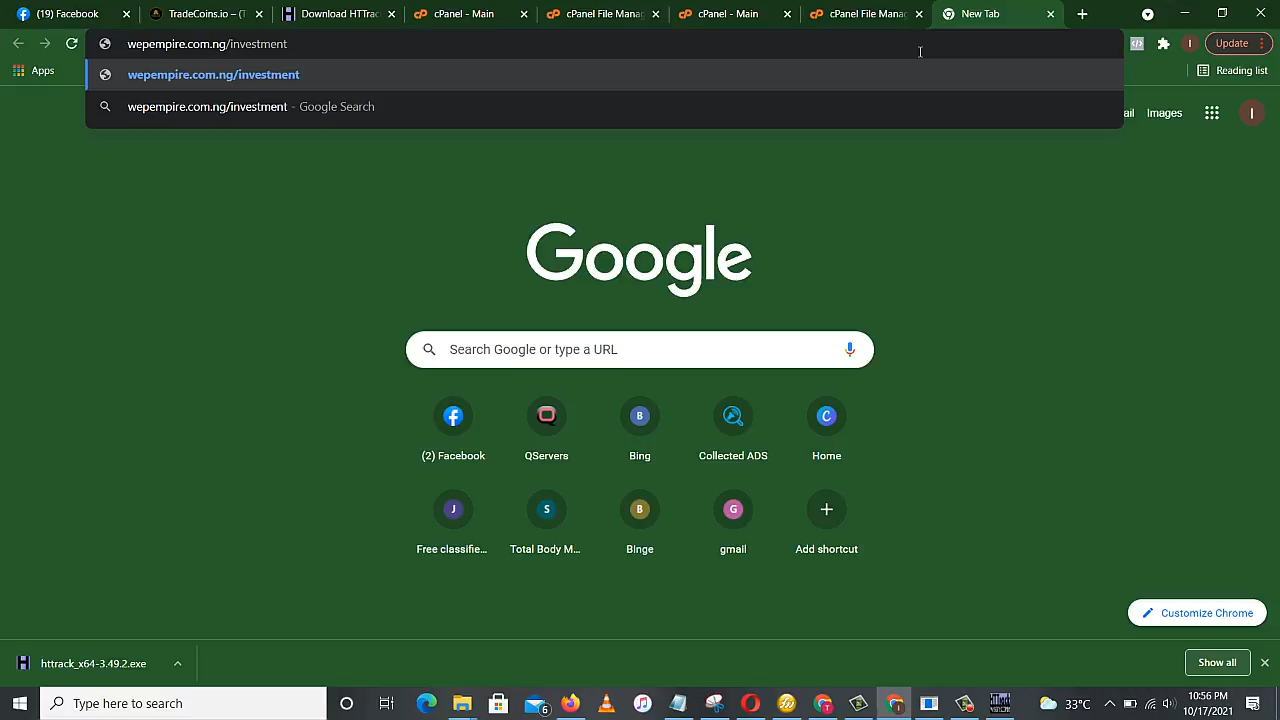 (19) Facebook
TradeCoins.io – (T
Download HTTrac
cPanel - Main
cPanel File Manag
cPanel - Main
cPanel File Manag
New Tab
wepempire.com.ng/investment
Update
wepempire.com.ng/investment
wepempire.com.ng/investment - Google Search
Apps
Reading list
ail
Images
I
Google
Search Google or type a URL
(2) Facebook
QServers
B
Bing
Collected ADS
C
Home
J
Free classifie...
S
Total Body M...
B
BInge
G
gmail
Add shortcut
Customize Chrome
httrack_x64-3.49.2.exe
Show all
Type here to search
6
33°C
10:56 PM
10/17/2021